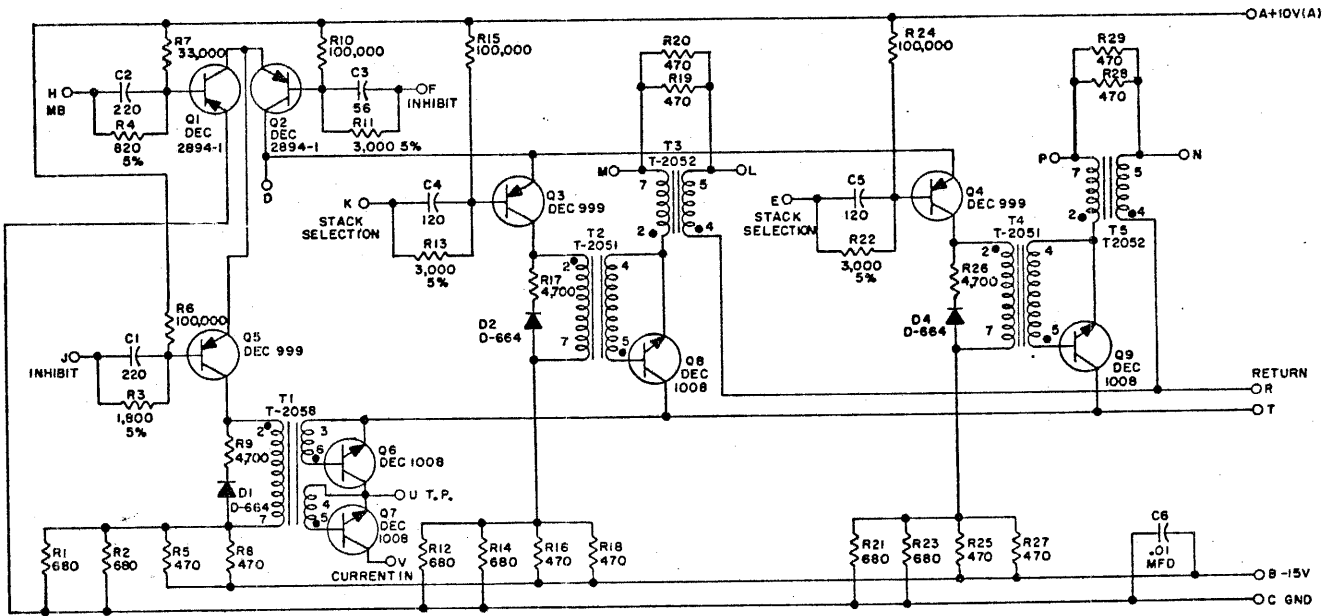 A+10V(A)
R7
33,000
R10
100,000
R15
100,000
R24
100,000
R20
470
R19
470
R29
470
R28
470
H
MB
C2
220
R4
820
5%
Q1
DEC
2894-1
Q2
DEC
2894-1
C3
56
F
INHIBIT
R11
3,000 5%
D
K
STACK
SELECTION
C4
120
R13
3,000
5%
Q3
DEC 999
M
T3
T-2052
7
5
2
4
L
E
STACK
SELECTION
C5
120
R22
3,000
5%
Q4
DEC 999
P
N
7
5
2
4
T5
T2052
R6
100,000
J
INHIBIT
C1
220
R3
1,800
5%
Q5
DEC 999
R17
4,700
D2
D-664
T2
T-2051
2
4
7
5
Q8
DEC
1008
R26
4,700
D4
D-664
T4
T-2051
2
4
7
5
Q9
DEC
1008
RETURN
R
T
R9
4,700
D1
D-664
T1
T-2058
2
3
6
4
7
5
Q6
DEC 1008
U T.P.
Q7
DEC
1008
V
CURRENT IN
R1
680
R2
680
R5
470
R8
470
R12
680
R14
680
R16
470
R18
470
R21
680
R23
680
R25
470
R27
470
C6
.01
MFD
B -15V
C GND